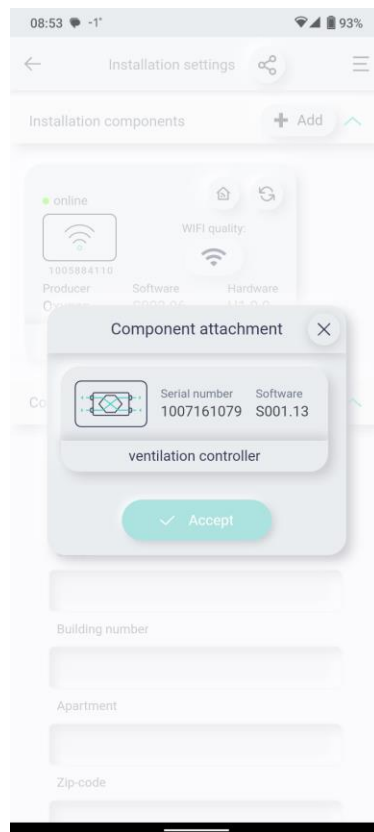 08:53 -1° 93%
Installation settings
Installation components + Add
online
WIFI quality:
1005884110
Producer Software Hardware
Component attachment
Serial number Software
1007161079 S001.13
ventilation controller
Accept
Building number
Apartment
Zip-code